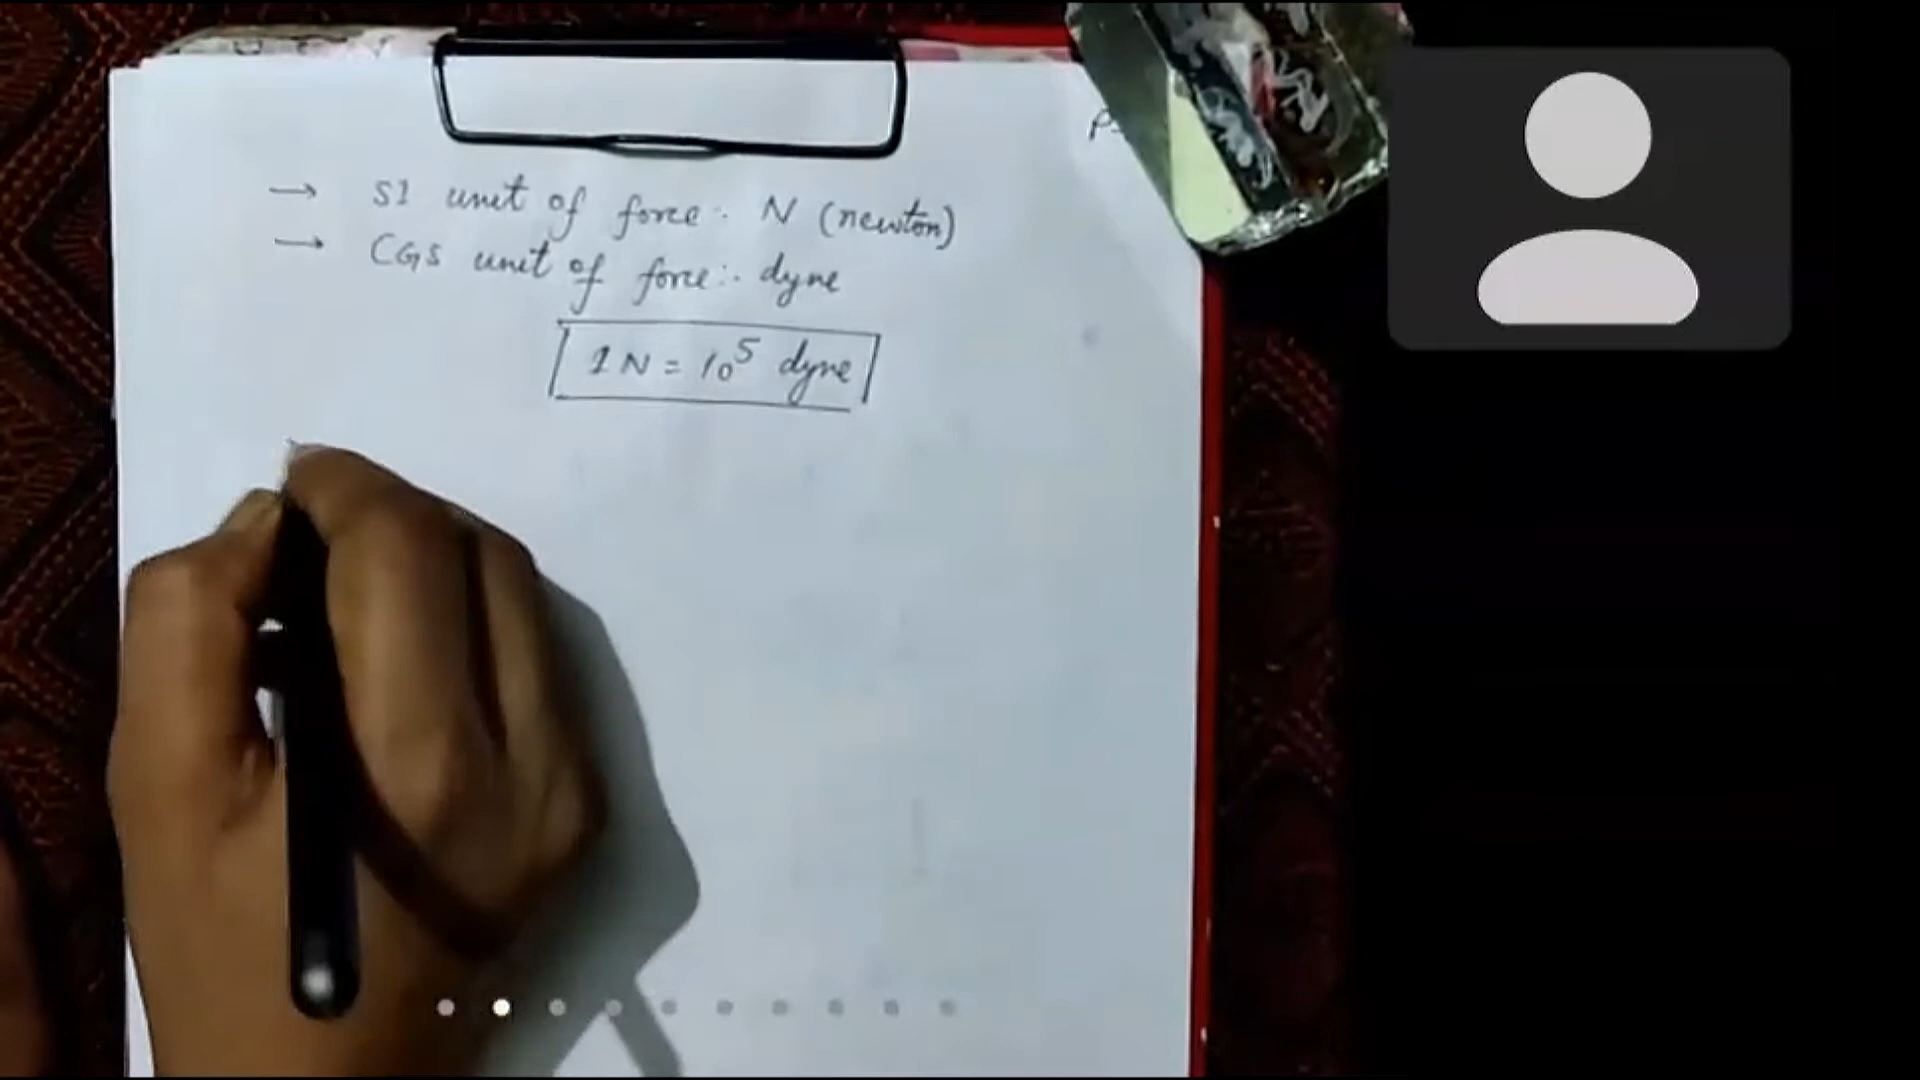 → SI unit of force:. N (newton)
→ CGS unit of force:. dyne
1 N = 10⁵ dyne